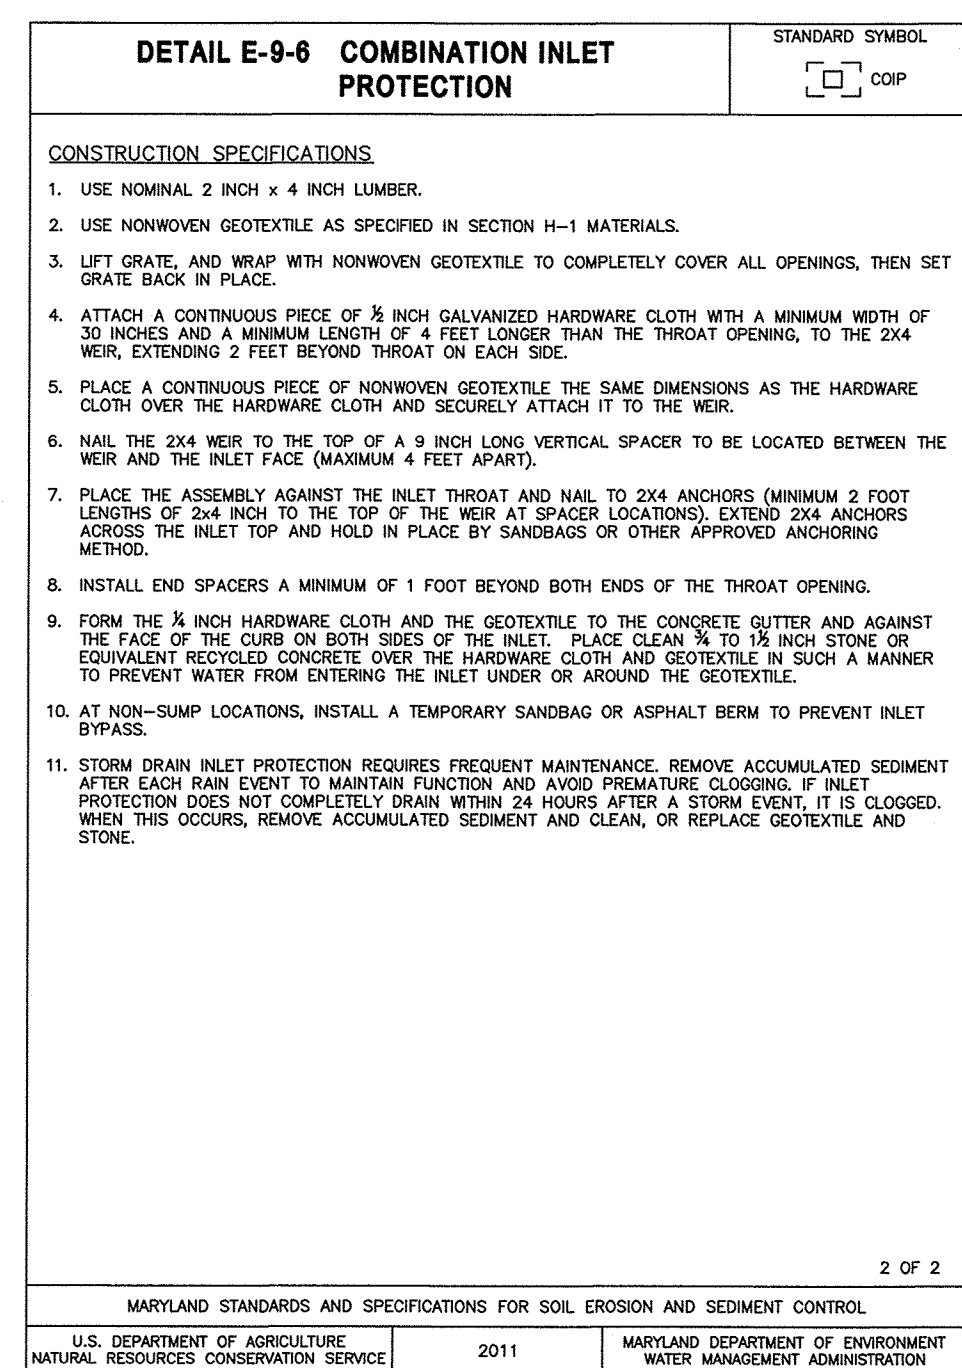 DETAIL E-9-6 COMBINATION INLET
PROTECTION
STANDARD SYMBOL
COIP
CONSTRUCTION SPECIFICATIONS
1. USE NOMINAL 2 INCH x 4 INCH LUMBER.
2. USE NONWOVEN GEOTEXTILE AS SPECIFIED IN SECTION H-1 MATERIALS.
3. LIFT GRATE, AND WRAP WITH NONWOVEN GEOTEXTILE TO COMPLETELY COVER ALL OPENINGS, THEN SET
GRATE BACK IN PLACE.
4. ATTACH A CONTINUOUS PIECE OF ½ INCH GALVANIZED HARDWARE CLOTH WITH A MINIMUM WIDTH OF
30 INCHES AND A MINIMUM LENGTH OF 4 FEET LONGER THAN THE THROAT OPENING, TO THE 2X4
WEIR, EXTENDING 2 FEET BEYOND THROAT ON EACH SIDE.
5. PLACE A CONTINUOUS PIECE OF NONWOVEN GEOTEXTILE THE SAME DIMENSIONS AS THE HARDWARE
CLOTH OVER THE HARDWARE CLOTH AND SECURELY ATTACH IT TO THE WEIR.
6. NAIL THE 2X4 WEIR TO THE TOP OF A 9 INCH LONG VERTICAL SPACER TO BE LOCATED BETWEEN THE
WEIR AND THE INLET FACE (MAXIMUM 4 FEET APART).
7. PLACE THE ASSEMBLY AGAINST THE INLET THROAT AND NAIL TO 2X4 ANCHORS (MINIMUM 2 FOOT
LENGTHS OF 2x4 INCH TO THE TOP OF THE WEIR AT SPACER LOCATIONS). EXTEND 2X4 ANCHORS
ACROSS THE INLET TOP AND HOLD IN PLACE BY SANDBAGS OR OTHER APPROVED ANCHORING
METHOD.
8. INSTALL END SPACERS A MINIMUM OF 1 FOOT BEYOND BOTH ENDS OF THE THROAT OPENING.
9. FORM THE ¼ INCH HARDWARE CLOTH AND THE GEOTEXTILE TO THE CONCRETE GUTTER AND AGAINST
THE FACE OF THE CURB ON BOTH SIDES OF THE INLET. PLACE CLEAN ¾ TO 1½ INCH STONE OR
EQUIVALENT RECYCLED CONCRETE OVER THE HARDWARE CLOTH AND GEOTEXTILE IN SUCH A MANNER
TO PREVENT WATER FROM ENTERING THE INLET UNDER OR AROUND THE GEOTEXTILE.
10. AT NON-SUMP LOCATIONS, INSTALL A TEMPORARY SANDBAG OR ASPHALT BERM TO PREVENT INLET
BYPASS.
11. STORM DRAIN INLET PROTECTION REQUIRES FREQUENT MAINTENANCE. REMOVE ACCUMULATED SEDIMENT
AFTER EACH RAIN EVENT TO MAINTAIN FUNCTION AND AVOID PREMATURE CLOGGING. IF INLET
PROTECTION DOES NOT COMPLETELY DRAIN WITHIN 24 HOURS AFTER A STORM EVENT, IT IS CLOGGED.
WHEN THIS OCCURS, REMOVE ACCUMULATED SEDIMENT AND CLEAN, OR REPLACE GEOTEXTILE AND
STONE.
2 OF 2
MARYLAND STANDARDS AND SPECIFICATIONS FOR SOIL EROSION AND SEDIMENT CONTROL
U.S. DEPARTMENT OF AGRICULTURE
NATURAL RESOURCES CONSERVATION SERVICE
2011
MARYLAND DEPARTMENT OF ENVIRONMENT
WATER MANAGEMENT ADMINISTRATION